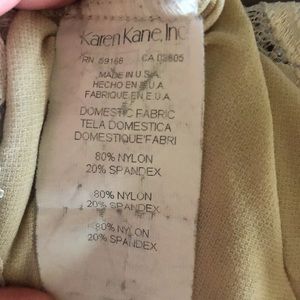 Karen Kane, Inc
RN 59168 CA 03605
MADE IN U.S.A.
HECHO EN E.U.A.
FABRIQUE EN E.U.A.
DOMESTIC FABRIC
TELA DOMESTICA
DOMESTIQUE'FABRI
80% NYLON
20% SPANDEX
80% NYLON
20% SPANDEX
80% NYLON
20% SPANDEX